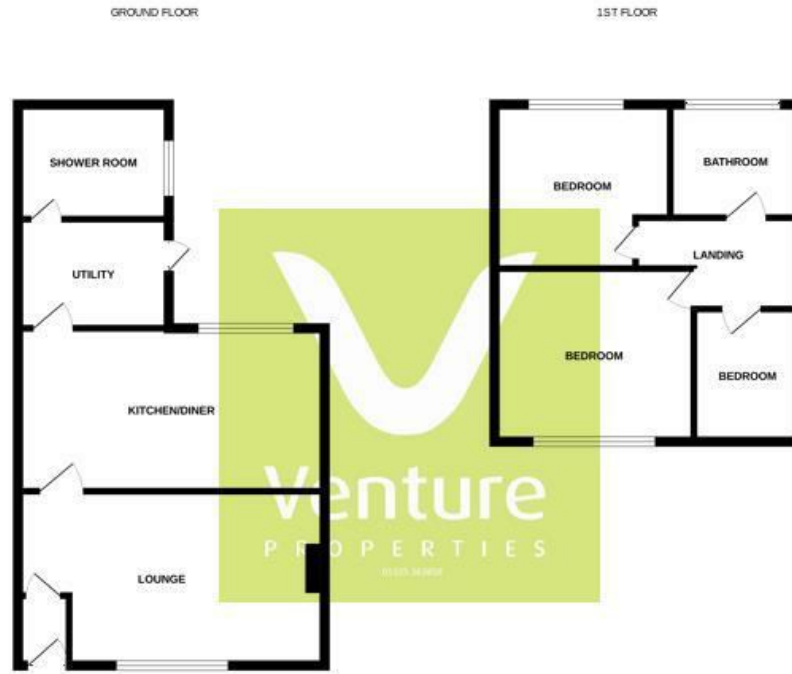 GROUND FLOOR
1ST FLOOR
SHOWER ROOM
UTILITY
KITCHEN/DINER
LOUNGE
BEDROOM
BATHROOM
LANDING
BEDROOM
BEDROOM
Venture
PROPERTIES